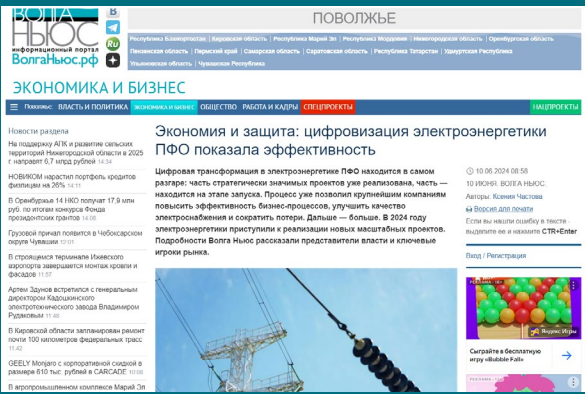 ВОЛГА
НЬЮС
информационный портал
ВолгаНьюс.рф
В
Ru
ПОВОЛЖЬЕ
Республика Башкортостан | Кировская область | Республика Марий Эл | Республика Мордовия | Нижегородская область | Оренбургская область
Пензенская область | Пермский край | Самарская область | Саратовская область | Республика Татарстан | Удмуртская Республика
Ульяновская область | Чувашская Республика
ЭКОНОМИКА И БИЗНЕС
Поволжье: ВЛАСТЬ И ПОЛИТИКА ЭКОНОМИКА И БИЗНЕС ОБЩЕСТВО РАБОТА И КАДРЫ СПЕЦПРОЕКТЫ НАЦПРОЕКТЫ
Новости раздела
На поддержку АПК и развитие сельских
территорий Нижегородской области в 2025
г. направят 6,7 млрд рублей 14:34
НОВИКОМ нарастил портфель кредитов
физлицам на 26% 14:11
В Оренбуржье 14 НКО получат 17,9 млн
руб. по итогам конкурса Фонда
президентских грантов 14:08
Грузовой причал появится в Чебоксарском
округе Чувашии 12:01
В строящемся терминале Ижевского
аэропорта завершается монтаж кровли и
фасадов 11:57
Артем Здунов встретился с генеральным
директором Кадошкинского
электротехнического завода Владимиром
Рудаковым 11:48
В Кировской области запланирован ремонт
почти 100 километров федеральных трасс
11:42
GEELY Monjaro с корпоративной скидкой в
размере 610 тыс. рублей в CARCADE 10:08
В агропромышленном комплексе Марий Эл
Экономия и защита: цифровизация электроэнергетики
ПФО показала эффективность
Цифровая трансформация в электроэнергетике ПФО находится в самом
разгаре: часть стратегически значимых проектов уже реализована, часть —
находится на этапе запуска. Процесс уже позволил крупнейшим компаниям
повысить эффективность бизнес-процессов, улучшить качество
электроснабжения и сократить потери. Дальше — больше. В 2024 году
электроэнергетики приступили к реализации новых масштабных проектов.
Подробности Волга Ньюс рассказали представители власти и ключевые
игроки рынка.
10.06.2024 08:58
10 ИЮНЯ. ВОЛГА НЬЮС.
Авторы: Ксения Частова
Версия для печати
Если вы нашли ошибку в тексте -
выделите ее и нажмите CTRL+Enter
Вход / Регистрация
РЕКЛАМА • 16+
Яндекс Игры
Сыграйте в бесплатную
игру «Bubble Fall»
РЕКЛАМА • 16+